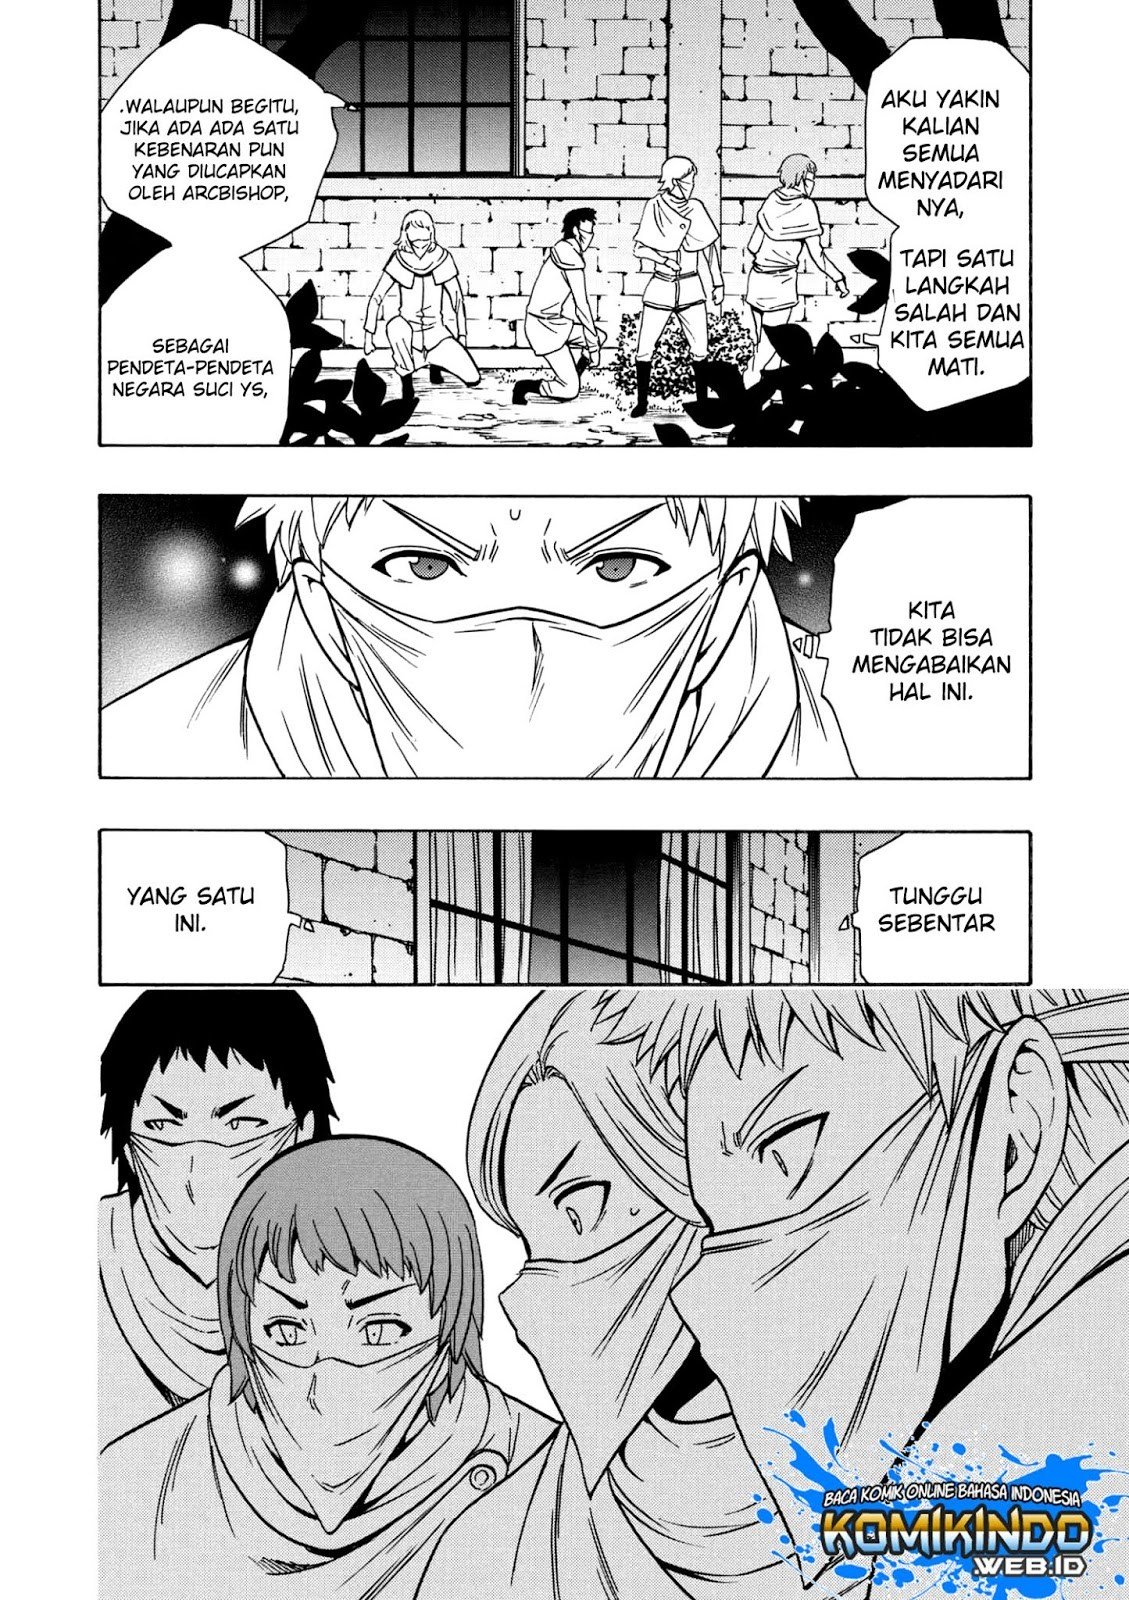 AKU YAKIN
KALIAN
SEMUA
MENYADARI
NYA,
TAPI SATU
LANGKAH
SALAH DAN
KITA SEMUA
MATI.
.WALAUPUN BEGITU,
JIKA ADA ADA SATU
KEBENARAN PUN
YANG DIUCAPKAN
OLEH ARCBISHOP,
SEBAGAI
PENDETA-PENDETA
NEGARA SUCI YS,
KITA
TIDAK BISA
MENGABAIKAN
HAL INI.
TUNGGU
SEBENTAR
YANG SATU
INI.
BACA KOMIK ONLINE BAHASA INDONESIA
KOMIKINDO
.WEB.ID